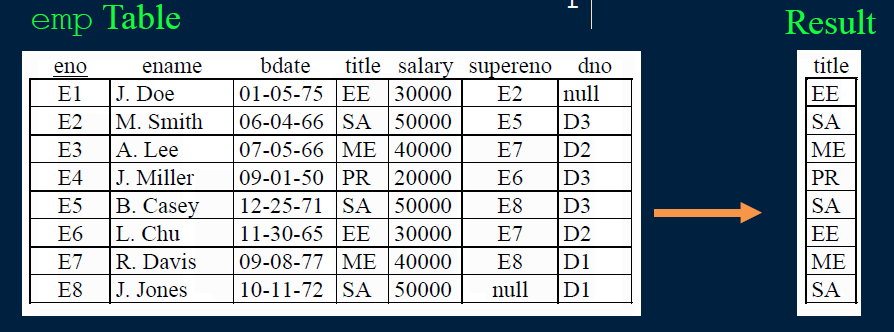 emp Table
Result
eno ename bdate title salary supereno dno
E1 J. Doe 01-05-75 EE 30000 E2 null
E2 M. Smith 06-04-66 SA 50000 E5 D3
E3 A. Lee 07-05-66 ME 40000 E7 D2
E4 J. Miller 09-01-50 PR 20000 E6 D3
E5 B. Casey 12-25-71 SA 50000 E8 D3
E6 L. Chu 11-30-65 EE 30000 E7 D2
E7 R. Davis 09-08-77 ME 40000 E8 D1
E8 J. Jones 10-11-72 SA 50000 null D1
title
EE
SA
ME
PR
SA
EE
ME
SA